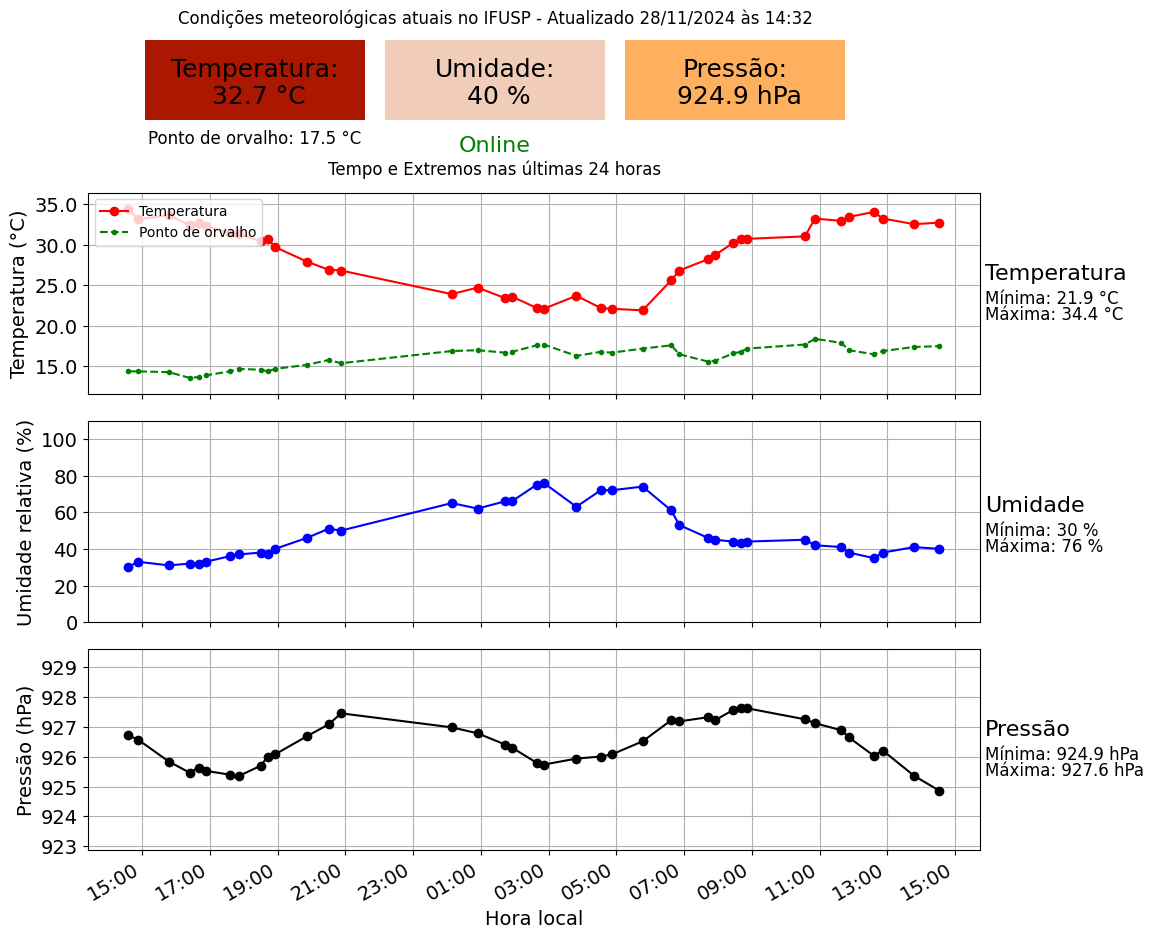 Condições meteorológicas atuais no IFUSP - Atualizado 28/11/2024 às 14:32
Temperatura:
32.7 °C
Umidade:
40 %
Pressão:
924.9 hPa
Ponto de orvalho: 17.5 °C
Online
Tempo e Extremos nas últimas 24 horas
Temperatura (°C)
35.0
30.0
25.0
20.0
15.0
Temperatura
Ponto de orvalho
Temperatura
Mínima: 21.9 °C
Máxima: 34.4 °C
Umidade relativa (%)
100
80
60
40
20
0
Umidade
Mínima: 30 %
Máxima: 76 %
Pressão (hPa)
929
928
927
926
925
924
923
Pressão
Mínima: 924.9 hPa
Máxima: 927.6 hPa
15:00
17:00
19:00
21:00
23:00
01:00
03:00
05:00
07:00
09:00
11:00
13:00
15:00
Hora local